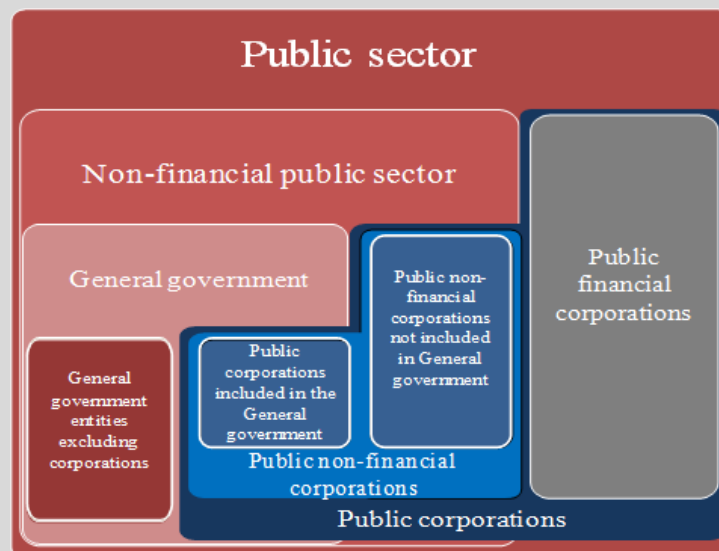 Public sector
Non-financial public sector
General government
General
government
entities
excluding
corporations
Public
corporations
included in the
General
government
Public non-
financial
corporations
not included
in General
government
Public non-financial
corporations
Public
financial
corporations
Public corporations